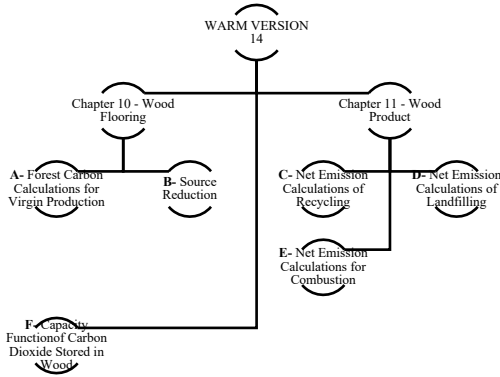 WARM VERSION
14
Chapter 10 - Wood
Flooring
Chapter 11 - Wood
Product
A- Forest Carbon
Calculations for
Virgin Production
B- Source
Reduction
C- Net Emission
Calculations of
Recycling
D- Net Emission
Calculations of
Landfilling
E- Net Emission
Calculations for
Combustion
F- Capacity
Functionof Carbon
Dioxide Stored in
Wood